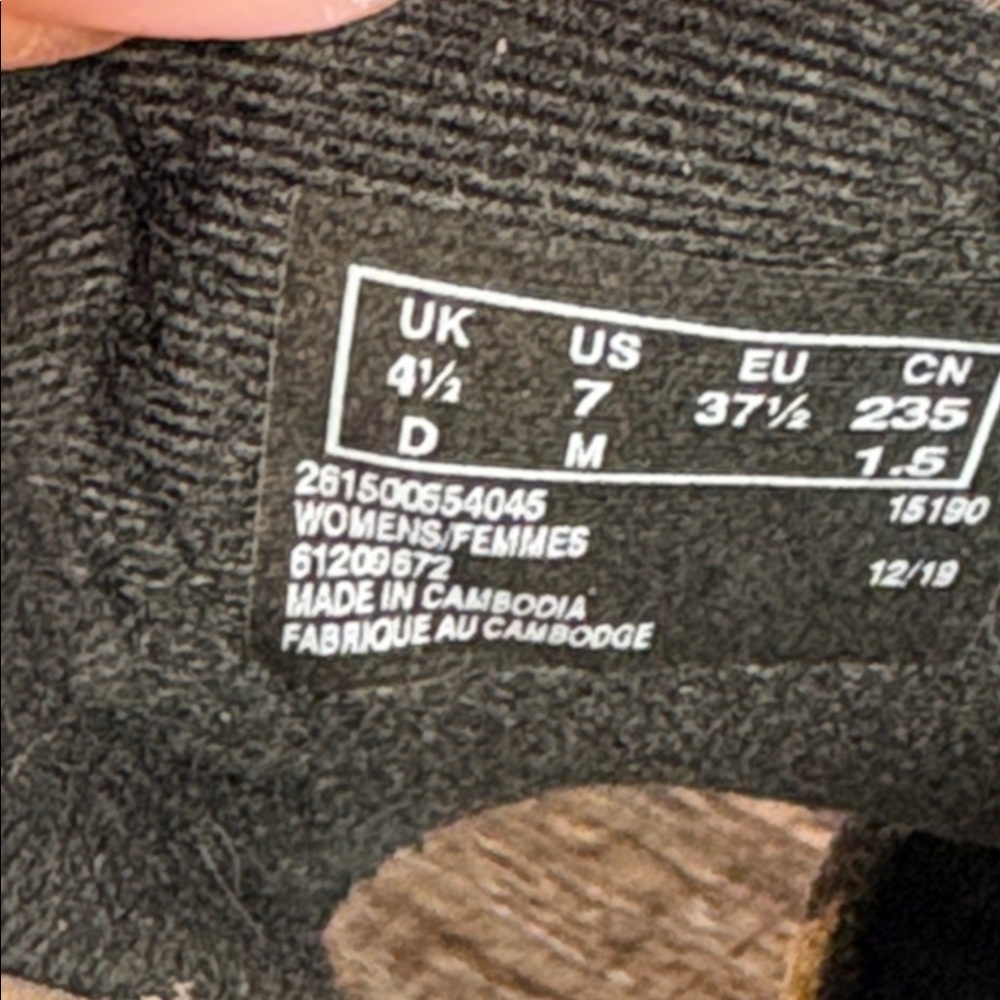 UK US EU CN
4½ 7 37½ 235
D M 1.5
261500554045 15190
WOMENS/FEMMES
61209672 12/19
MADE IN CAMBODIA
FABRIQUE AU CAMBODGE